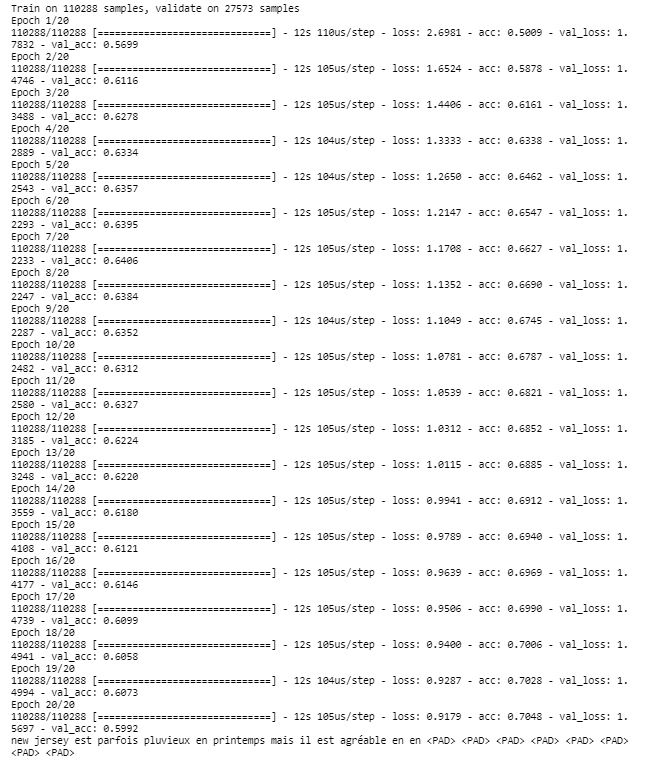 Train on 110288 samples, validate on 27573 samples
Epoch 1/20
110288/110288 [==============================] - 12s 110us/step - loss: 2.6981 - acc: 0.5009 - val_loss: 1.
7832 - val_acc: 0.5699
Epoch 2/20
110288/110288 [==============================] - 12s 105us/step - loss: 1.6524 - acc: 0.5878 - val_loss: 1.
4746 - val_acc: 0.6116
Epoch 3/20
110288/110288 [==============================] - 12s 105us/step - loss: 1.4406 - acc: 0.6161 - val_loss: 1.
3488 - val_acc: 0.6278
Epoch 4/20
110288/110288 [==============================] - 12s 104us/step - loss: 1.3333 - acc: 0.6338 - val_loss: 1.
2889 - val_acc: 0.6334
Epoch 5/20
110288/110288 [==============================] - 12s 104us/step - loss: 1.2650 - acc: 0.6462 - val_loss: 1.
2543 - val_acc: 0.6357
Epoch 6/20
110288/110288 [==============================] - 12s 105us/step - loss: 1.2147 - acc: 0.6547 - val_loss: 1.
2293 - val_acc: 0.6395
Epoch 7/20
110288/110288 [==============================] - 12s 105us/step - loss: 1.1708 - acc: 0.6627 - val_loss: 1.
2233 - val_acc: 0.6406
Epoch 8/20
110288/110288 [==============================] - 12s 105us/step - loss: 1.1352 - acc: 0.6690 - val_loss: 1.
2247 - val_acc: 0.6384
Epoch 9/20
110288/110288 [==============================] - 12s 104us/step - loss: 1.1049 - acc: 0.6745 - val_loss: 1.
2287 - val_acc: 0.6352
Epoch 10/20
110288/110288 [==============================] - 12s 105us/step - loss: 1.0781 - acc: 0.6787 - val_loss: 1.
2482 - val_acc: 0.6312
Epoch 11/20
110288/110288 [==============================] - 12s 105us/step - loss: 1.0539 - acc: 0.6821 - val_loss: 1.
2580 - val_acc: 0.6327
Epoch 12/20
110288/110288 [==============================] - 12s 105us/step - loss: 1.0312 - acc: 0.6852 - val_loss: 1.
3185 - val_acc: 0.6224
Epoch 13/20
110288/110288 [==============================] - 12s 105us/step - loss: 1.0115 - acc: 0.6885 - val_loss: 1.
3248 - val_acc: 0.6220
Epoch 14/20
110288/110288 [==============================] - 12s 105us/step - loss: 0.9941 - acc: 0.6912 - val_loss: 1.
3559 - val_acc: 0.6180
Epoch 15/20
110288/110288 [==============================] - 12s 105us/step - loss: 0.9789 - acc: 0.6940 - val_loss: 1.
4108 - val_acc: 0.6121
Epoch 16/20
110288/110288 [==============================] - 12s 105us/step - loss: 0.9639 - acc: 0.6969 - val_loss: 1.
4177 - val_acc: 0.6146
Epoch 17/20
110288/110288 [==============================] - 12s 105us/step - loss: 0.9506 - acc: 0.6990 - val_loss: 1.
4739 - val_acc: 0.6099
Epoch 18/20
110288/110288 [==============================] - 12s 105us/step - loss: 0.9400 - acc: 0.7006 - val_loss: 1.
4941 - val_acc: 0.6058
Epoch 19/20
110288/110288 [==============================] - 12s 104us/step - loss: 0.9287 - acc: 0.7028 - val_loss: 1.
4994 - val_acc: 0.6073
Epoch 20/20
110288/110288 [==============================] - 12s 105us/step - loss: 0.9179 - acc: 0.7048 - val_loss: 1.
5697 - val_acc: 0.5992
new jersey est parfois pluvieux en printemps mais il est agréable en en <PAD> <PAD> <PAD> <PAD> <PAD> <PAD>
<PAD> <PAD>